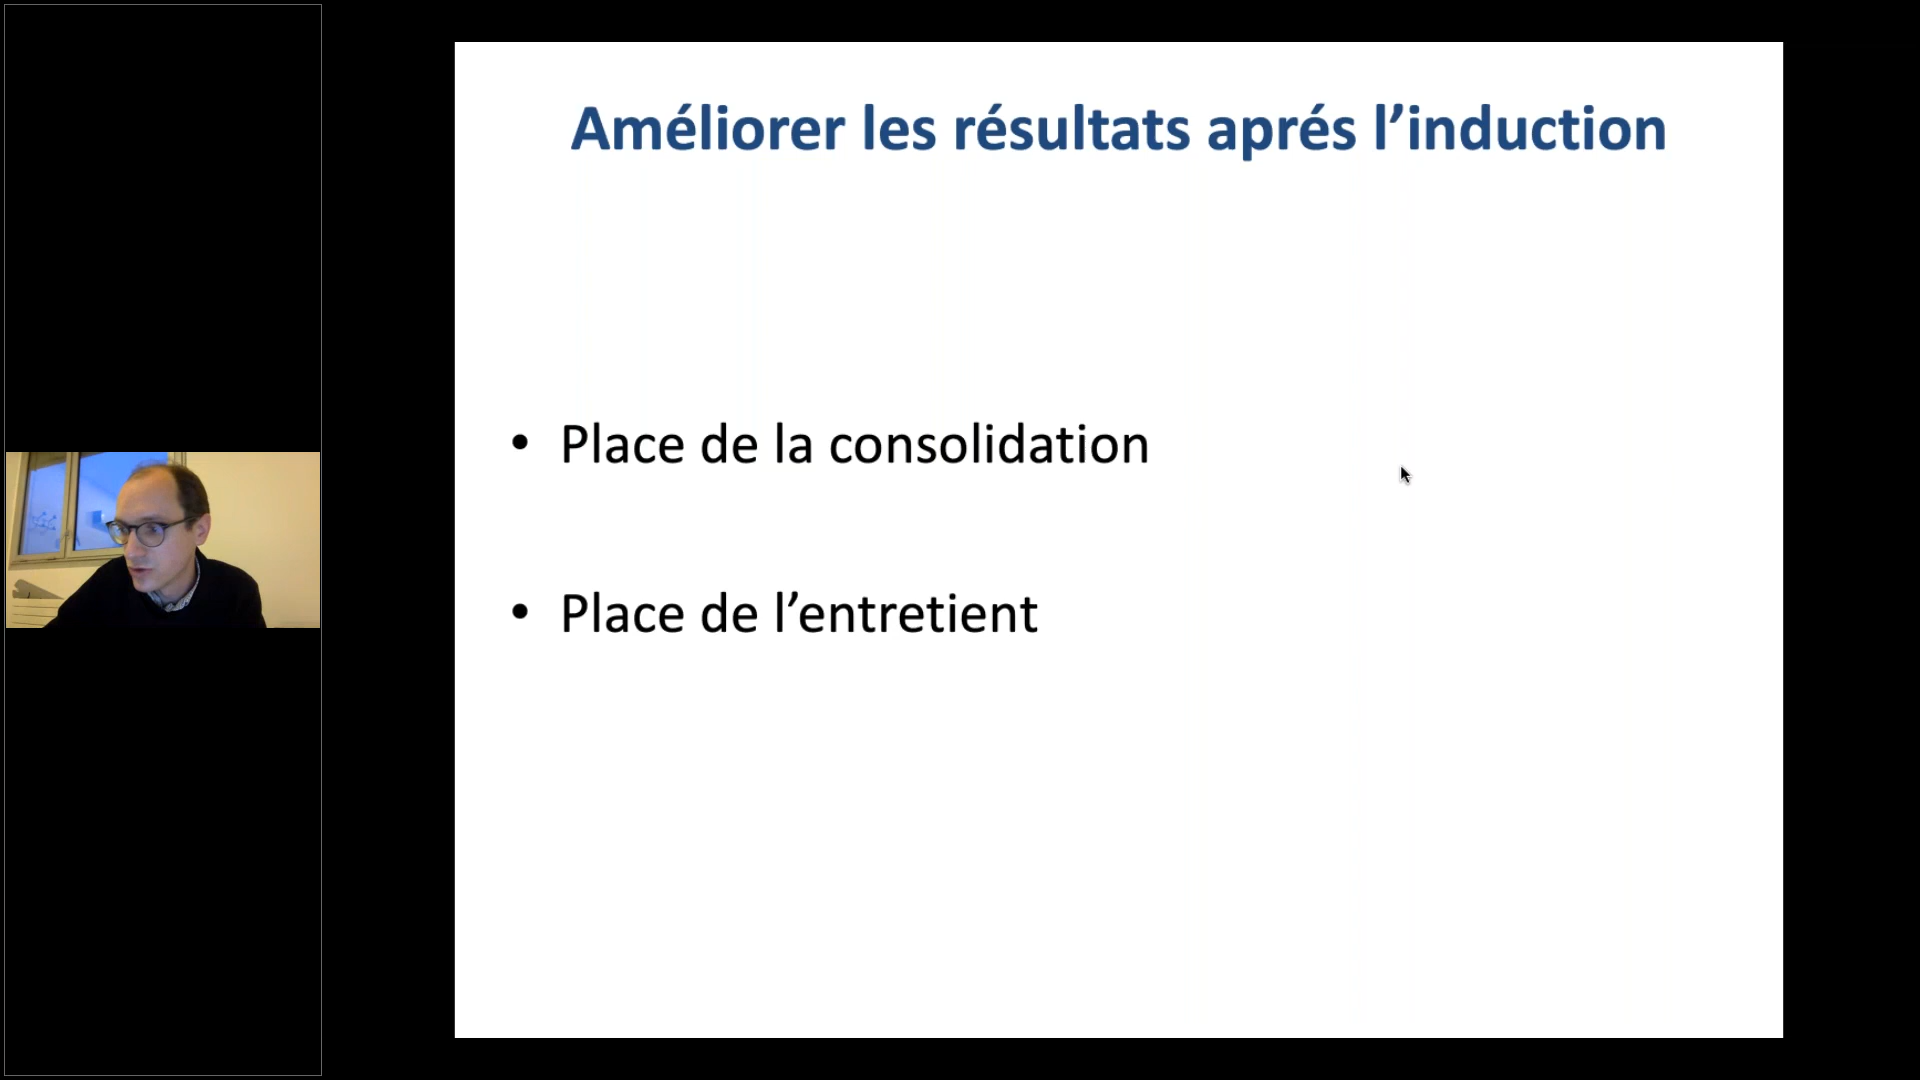 Améliorer les résultats aprés l’induction
• Place de la consolidation
• Place de l’entretient